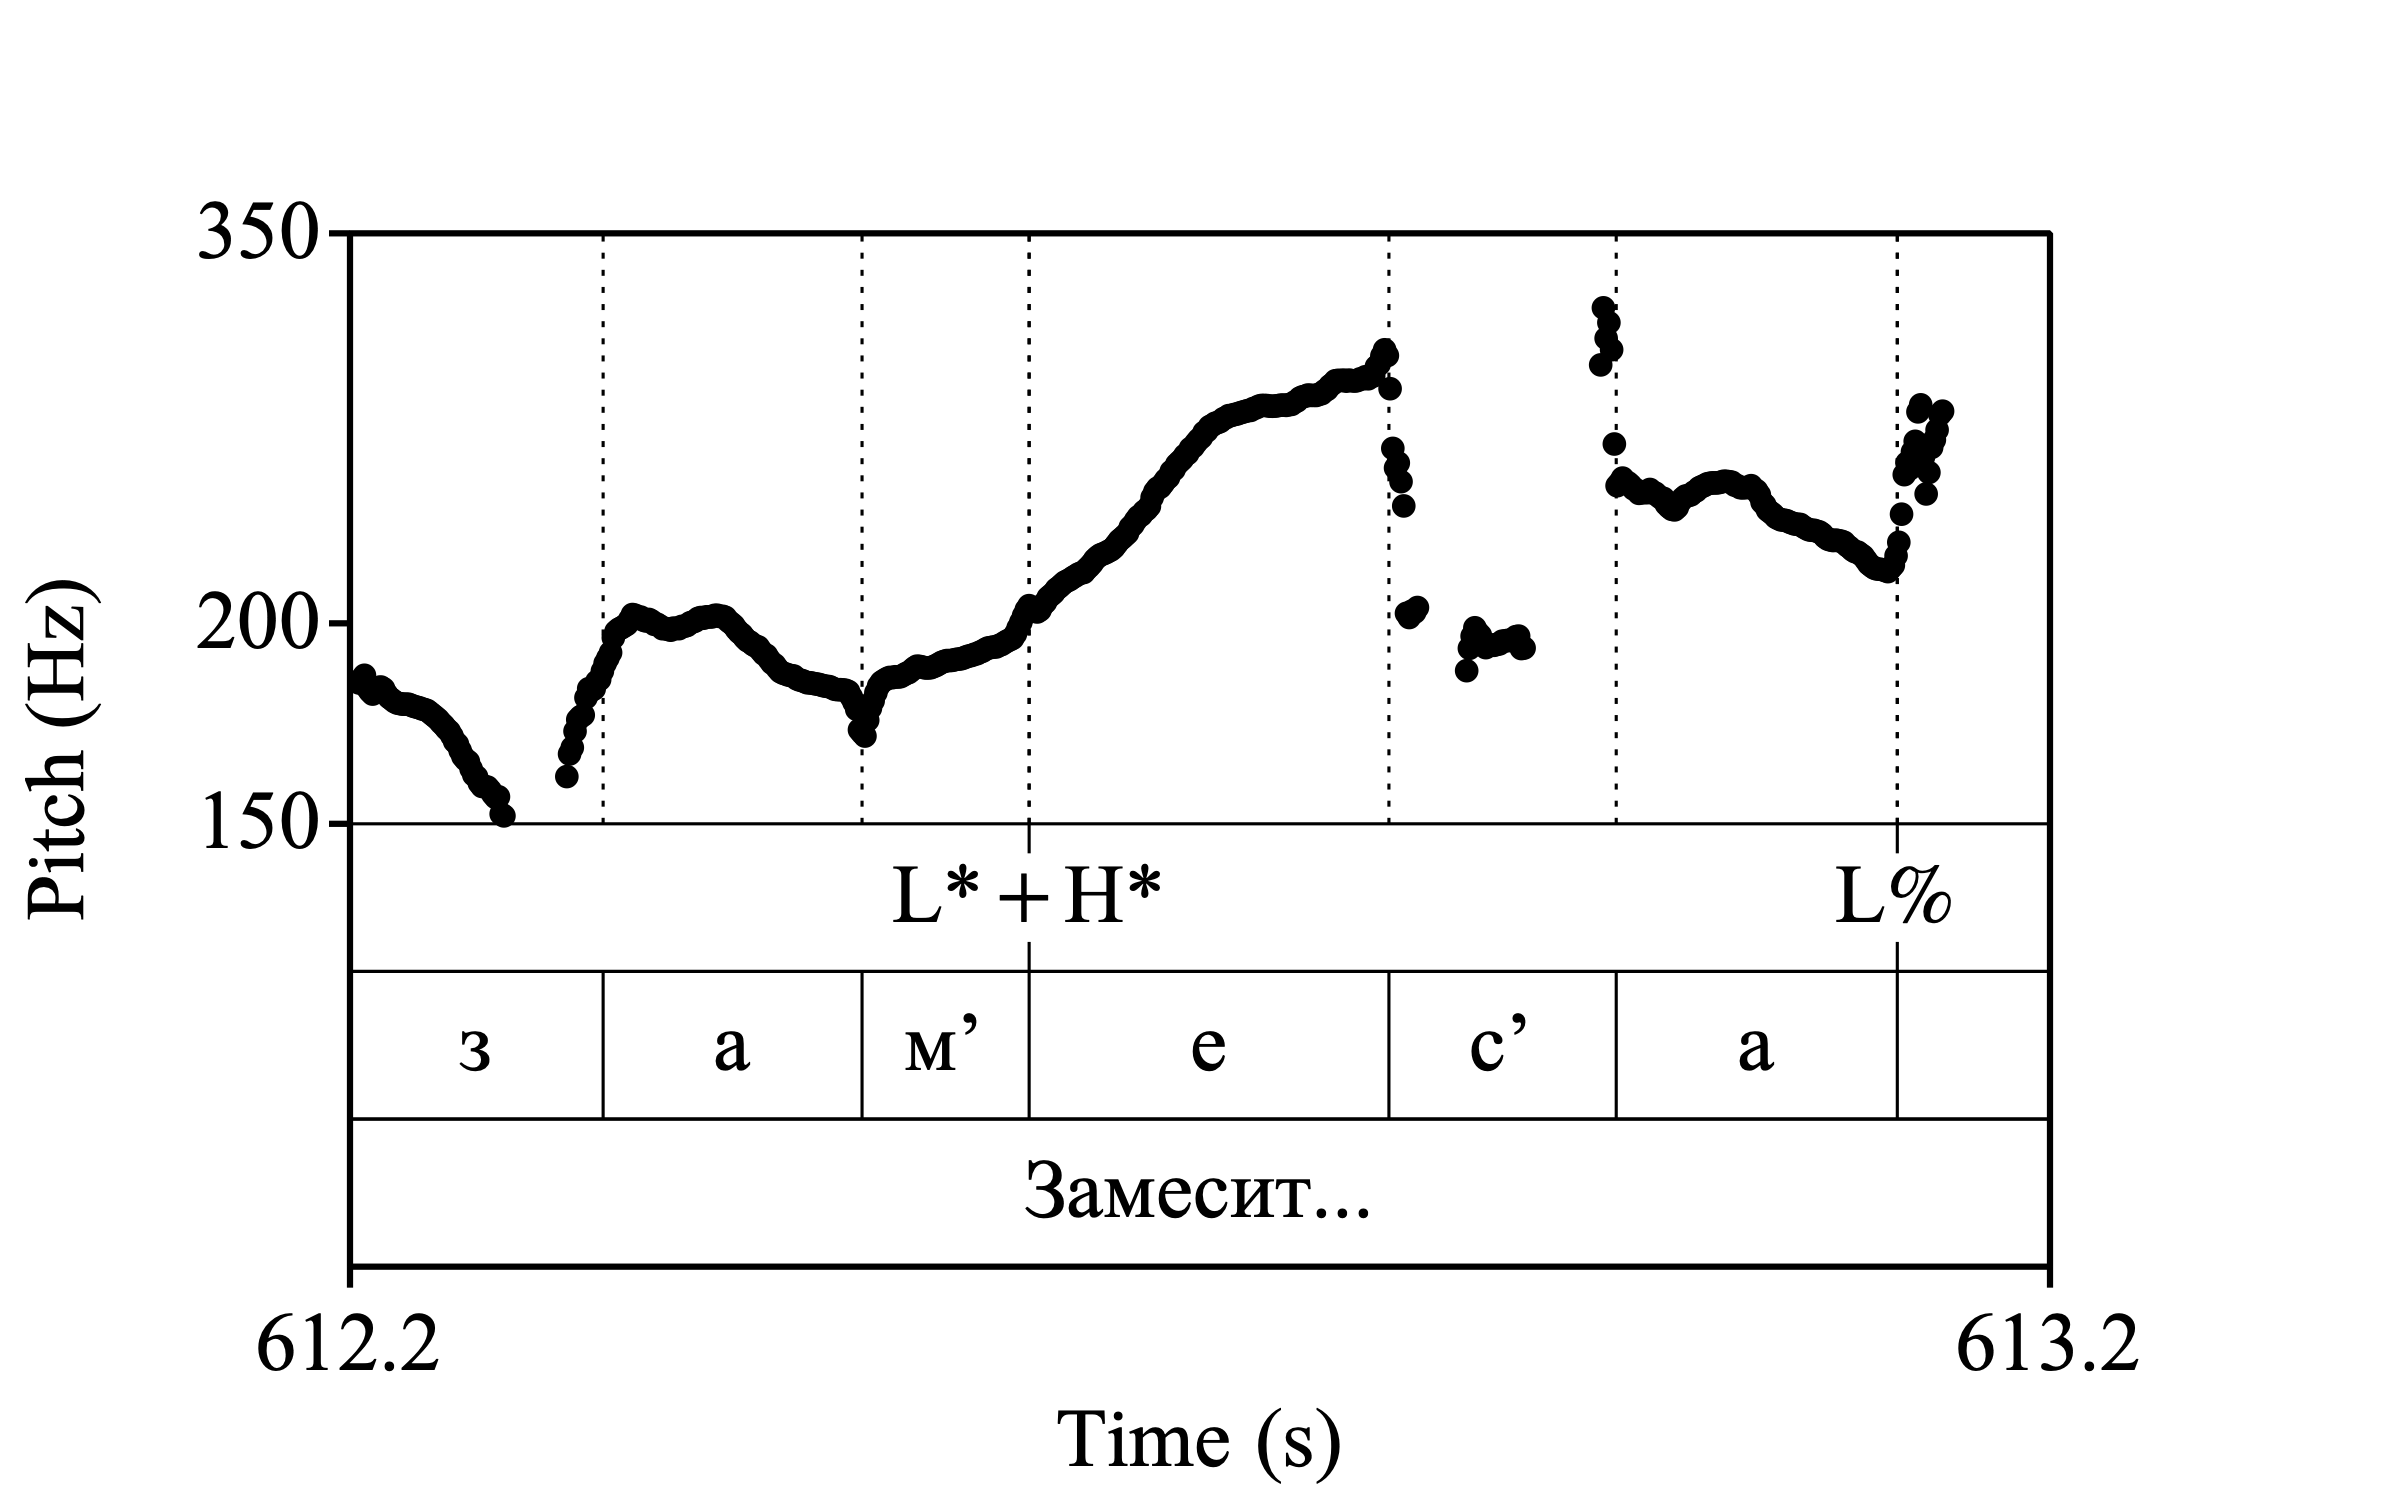 350
200
150
Pitch (Hz)
L* + H* L%
з а м’ е с’ а
Замесит...
612.2 613.2
Time (s)